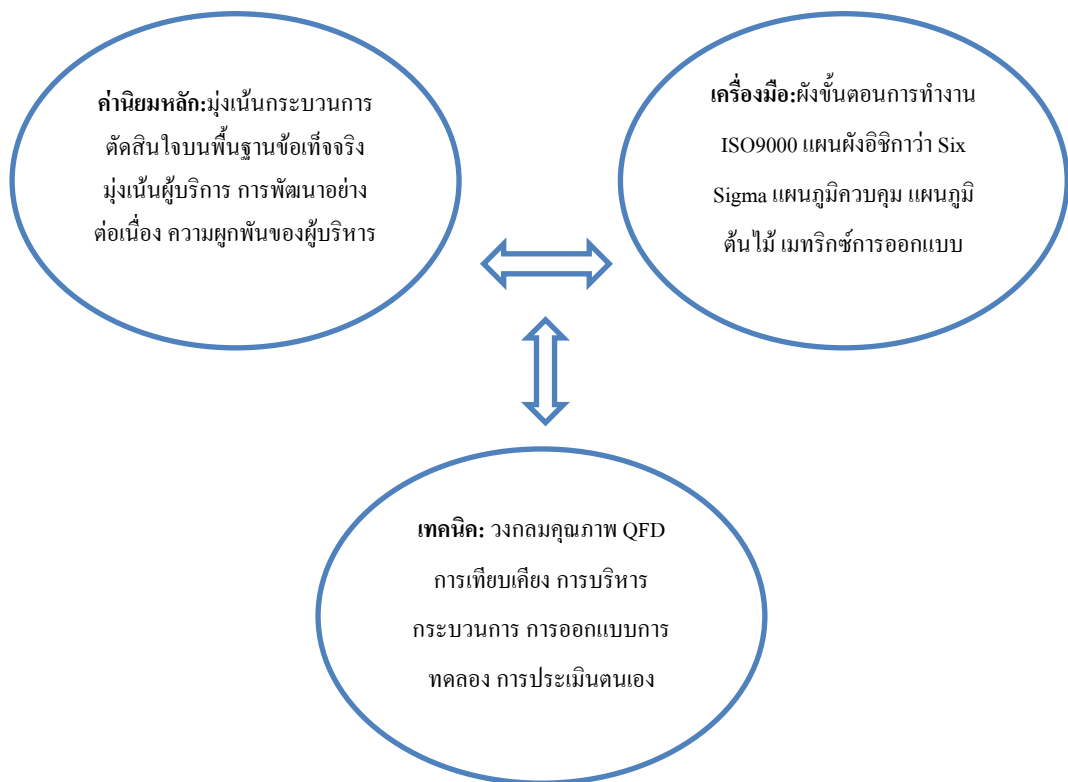 ค่านิยมหลัก:มุ่งเน้นกระบวนการ
ตัดสินใจบนพื้นฐานข้อเท็จจริง
มุ่งเน้นผู้บริการ การพัฒนาอย่าง
ต่อเนื่อง ความผูกพันของผู้บริหาร
เครื่องมือ:ผังขั้นตอนการทำงาน
ISO9000 แผนผังอิชิกาว่า Six
Sigma แผนภูมิควบคุม แผนภูมิ
ต้นไม้ เมทริกซ์การออกแบบ
เทคนิค: วงกลมคุณภาพ QFD
การเทียบเคียง การบริหาร
กระบวนการ การออกแบบการ
ทดลอง การประเมินตนเอง